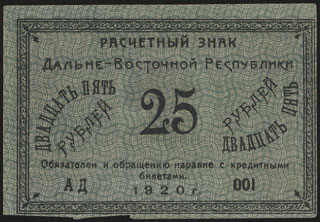 РАСЧЕТНЫЙ ЗНАК
ДАЛЬНЕ-ВОСТОЧНОЙ РЕСПУБЛИКИ
ДВАДЦАТЬ ПЯТЬ
РУБЛЕЙ
25
РУБЛЕЙ
ДВАДЦАТЬ ПЯТЬ
Обязателен к обращению наравне с кредитными
билетами.
АД
1920 г.
001